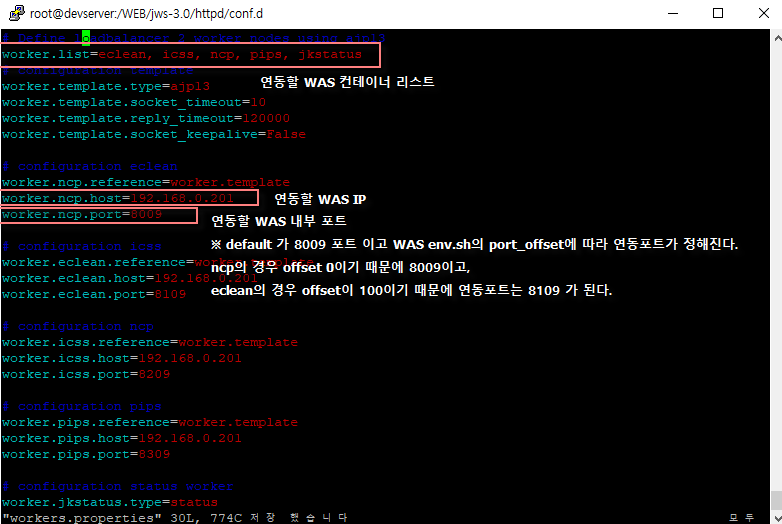 root@devserver:/WEB/jws-3.0/httpd/conf.d
# Define loadbalancer 2 worker nodes using ajp13
worker.list=eclean, icss, ncp, pips, jkstatus
# configuration template
연동할 WAS 컨테이너 리스트
worker.template.type=ajp13
worker.template.socket_timeout=10
worker.template.reply_timeout=120000
worker.template.socket_keepalive=False
# configuration eclean
worker.ncp.reference=worker.template
worker.ncp.host=192.168.0.201
연동할 WAS IP
worker.ncp.port=8009
연동할 WAS 내부 포트
※ default 가 8009 포트 이고 WAS env.sh의 port_offset에 따라 연동포트가 정해진다.
# configuration icss
worker.eclean.reference=worker.template
ncp의 경우 offset 0이기 때문에 8009이고,
worker.eclean.host=192.168.0.201
worker.eclean.port=8109
eclean의 경우 offset이 100이기 때문에 연동포트는 8109 가 된다.
# configuration ncp
worker.icss.reference=worker.template
worker.icss.host=192.168.0.201
worker.icss.port=8209
# configuration pips
worker.pips.reference=worker.template
worker.pips.host=192.168.0.201
worker.pips.port=8309
# configuration status worker
worker.jkstatus.type=status
"workers.properties" 30L, 774C 저장 했습니다
모두